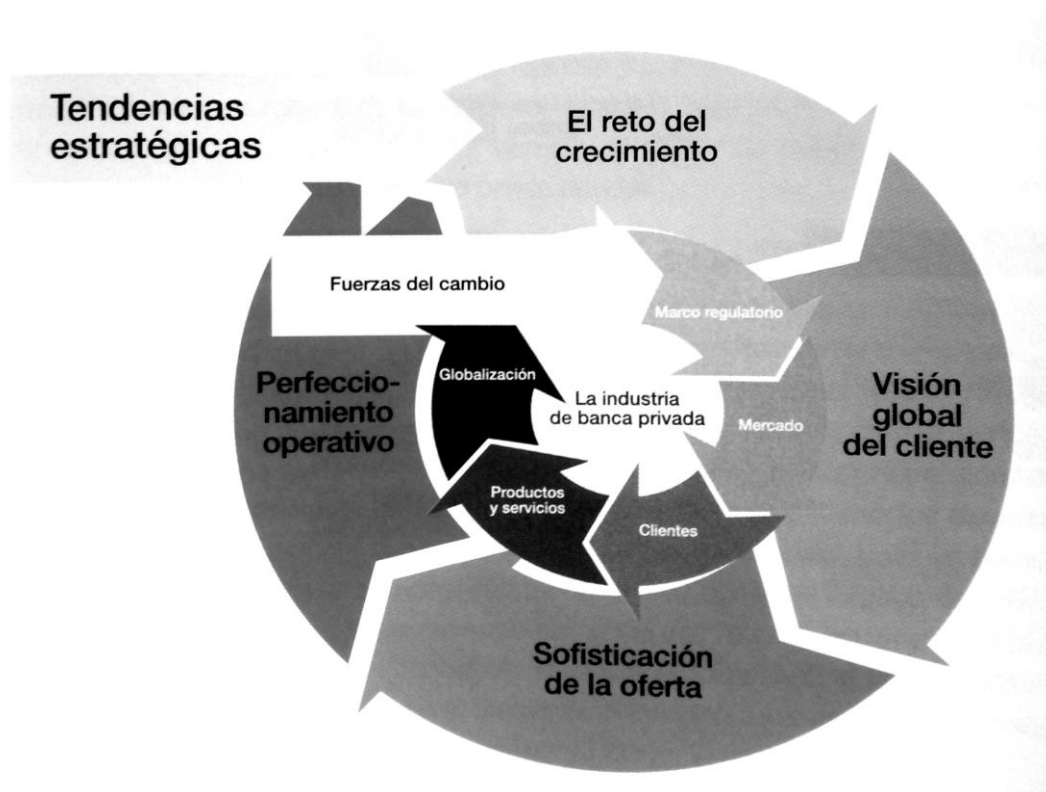 Tendencias
estratégicas
El reto del
crecimiento
Fuerzas del cambio
Marco regulatorio
Globalización
La industria
de banca privada
Mercado
Perfeccio-
namiento
operativo
Visión
global
del cliente
Productos
y servicios
Clientes
Sofisticación
de la oferta